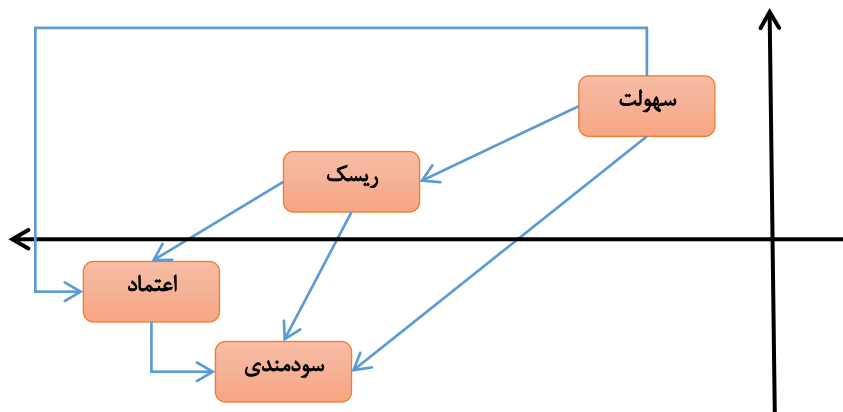 سهولت
ریسک
اعتماد
سودمندی